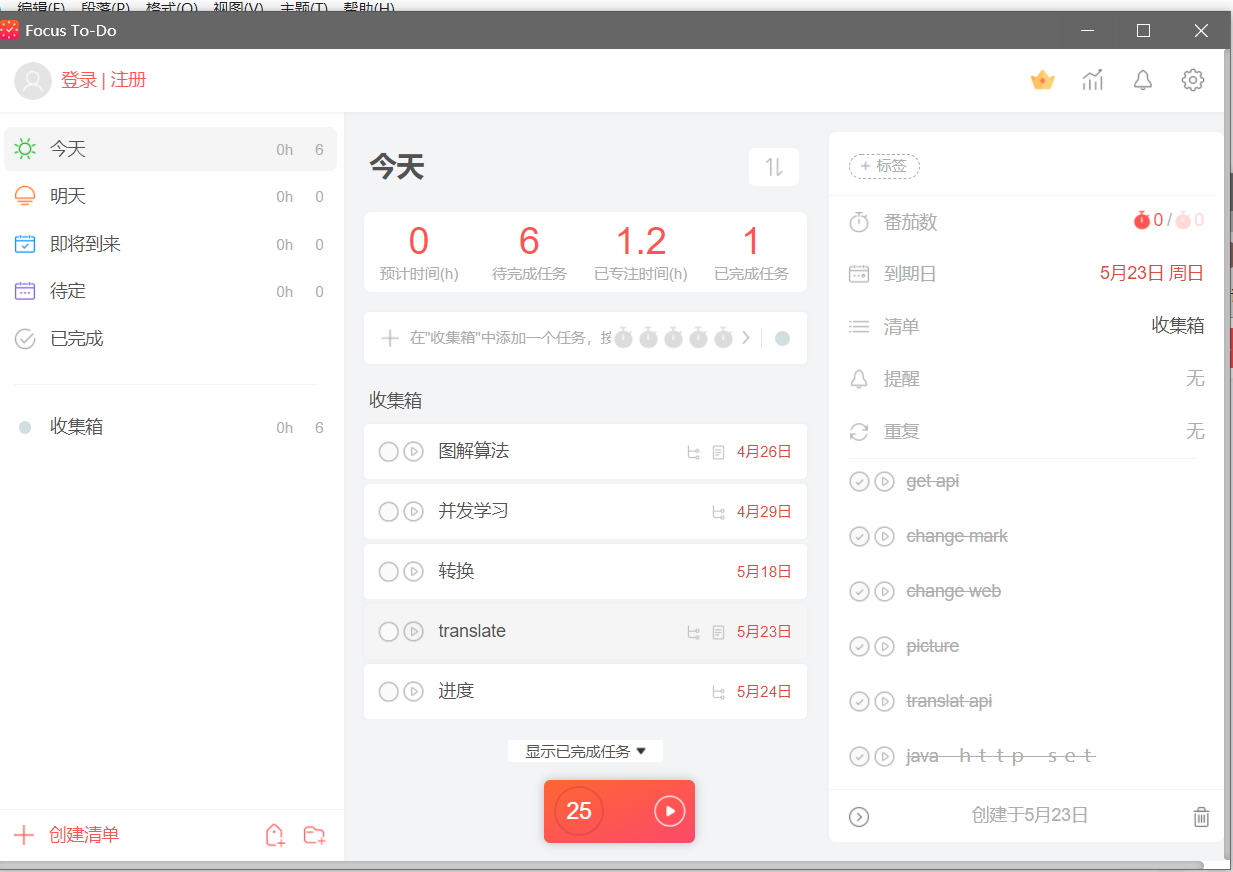 编辑(E) 段落(P) 格式(O) 视图(V) 主题(T) 帮助(H)
Focus To-Do
登录 | 注册
今天 0h 6
明天 0h 0
即将到来 0h 0
待定 0h 0
已完成
收集箱 0h 6
创建清单
今天
0 6 1.2 1
预计时间(h) 待完成任务 已专注时间(h) 已完成任务
在"收集箱"中添加一个任务，按
收集箱
图解算法 4月26日
并发学习 4月29日
转换 5月18日
translate 5月23日
进度 5月24日
显示已完成任务
25
+ 标签
番茄数 0 / 0
到期日 5月23日 周日
清单 收集箱
提醒 无
重复 无
get api
change mark
change web
picture
translat api
java ｈｔｔｐ ｓｅｔ
创建于5月23日